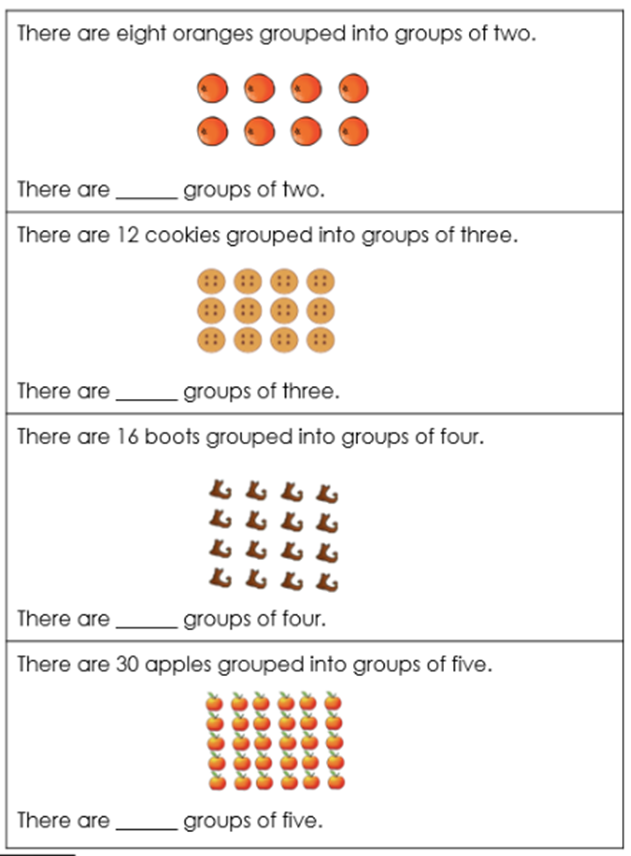 There are eight oranges grouped into groups of two.
There are ______ groups of two.
There are 12 cookies grouped into groups of three.
There are ______ groups of three.
There are 16 boots grouped into groups of four.
There are ______ groups of four.
There are 30 apples grouped into groups of five.
There are ______ groups of five.